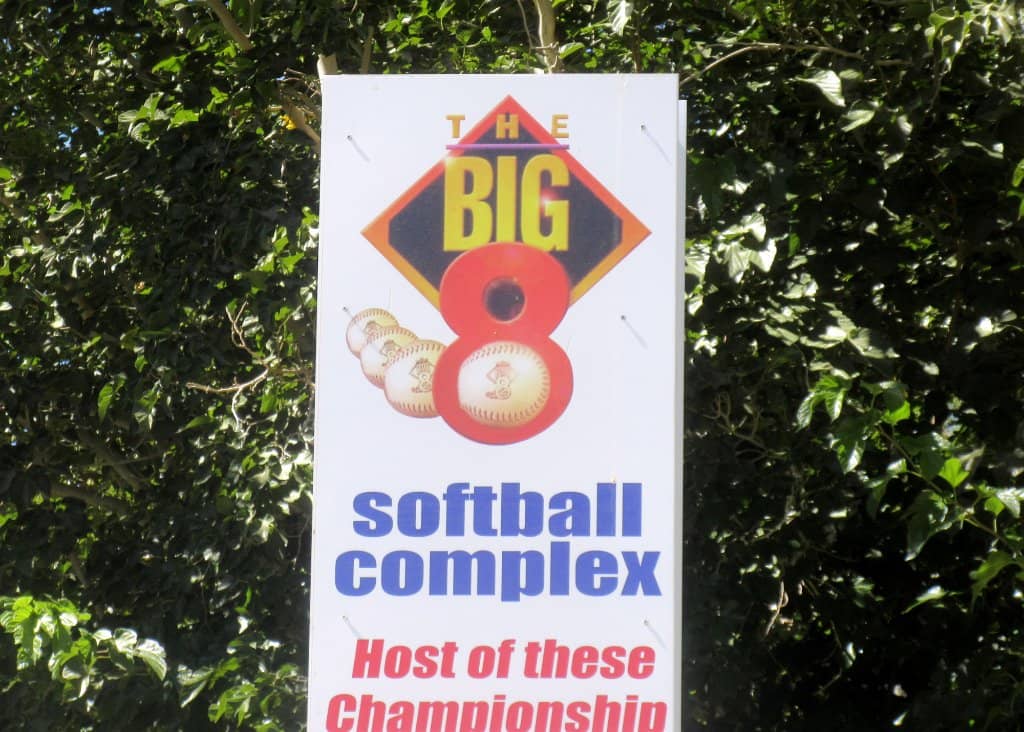 THE
BIG
8
softball
complex
Host of these
Championship